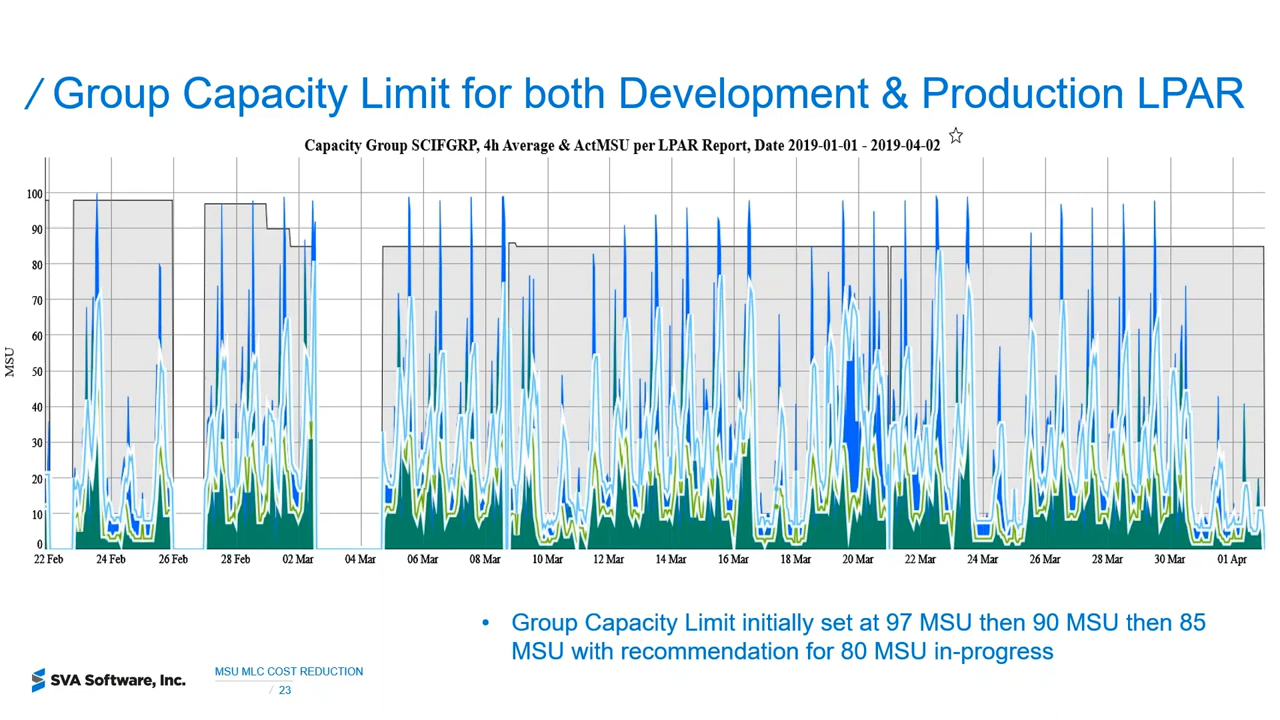 / Group Capacity Limit for both Development & Production LPAR
Capacity Group SCIFGRP, 4h Average & ActMSU per LPAR Report, Date 2019-01-01 - 2019-04-02
100
90
80
70
60
50
40
30
20
10
0
MSU
22 Feb 24 Feb 26 Feb 28 Feb 02 Mar 04 Mar 06 Mar 08 Mar 10 Mar 12 Mar 14 Mar 16 Mar 18 Mar 20 Mar 22 Mar 24 Mar 26 Mar 28 Mar 30 Mar 01 Apr
• Group Capacity Limit initially set at 97 MSU then 90 MSU then 85
MSU with recommendation for 80 MSU in-progress
SVA Software, Inc.
MSU MLC COST REDUCTION
/ 23